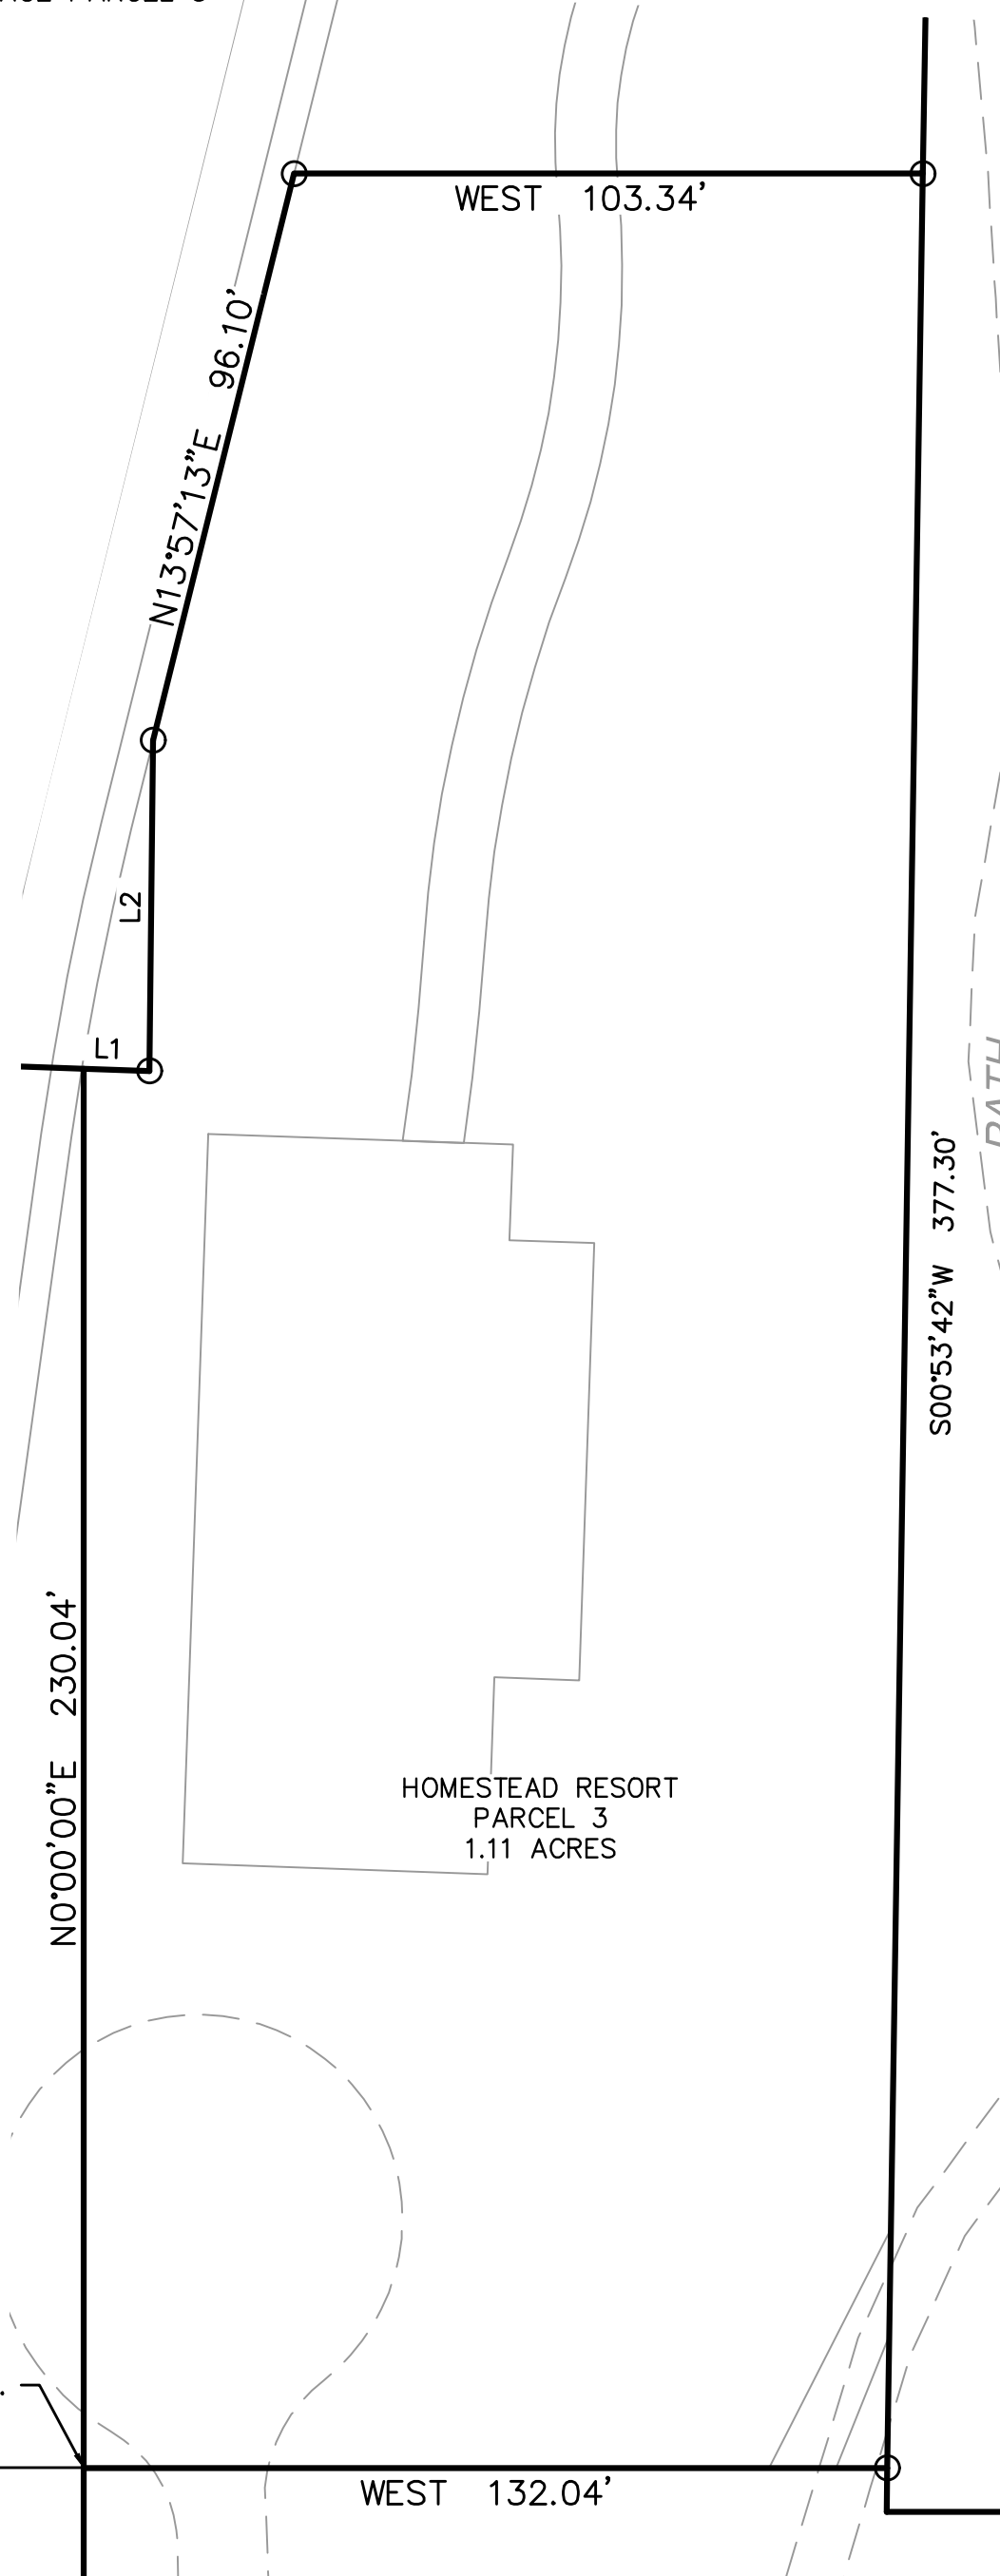 WEST 103.34'
N13°57'13"E 96.10'
L2
L1
PATH
S00°53'42"W 377.30'
N0°00'00"E 230.04'
HOMESTEAD RESORT
PARCEL 3
1.11 ACRES
WEST 132.04'